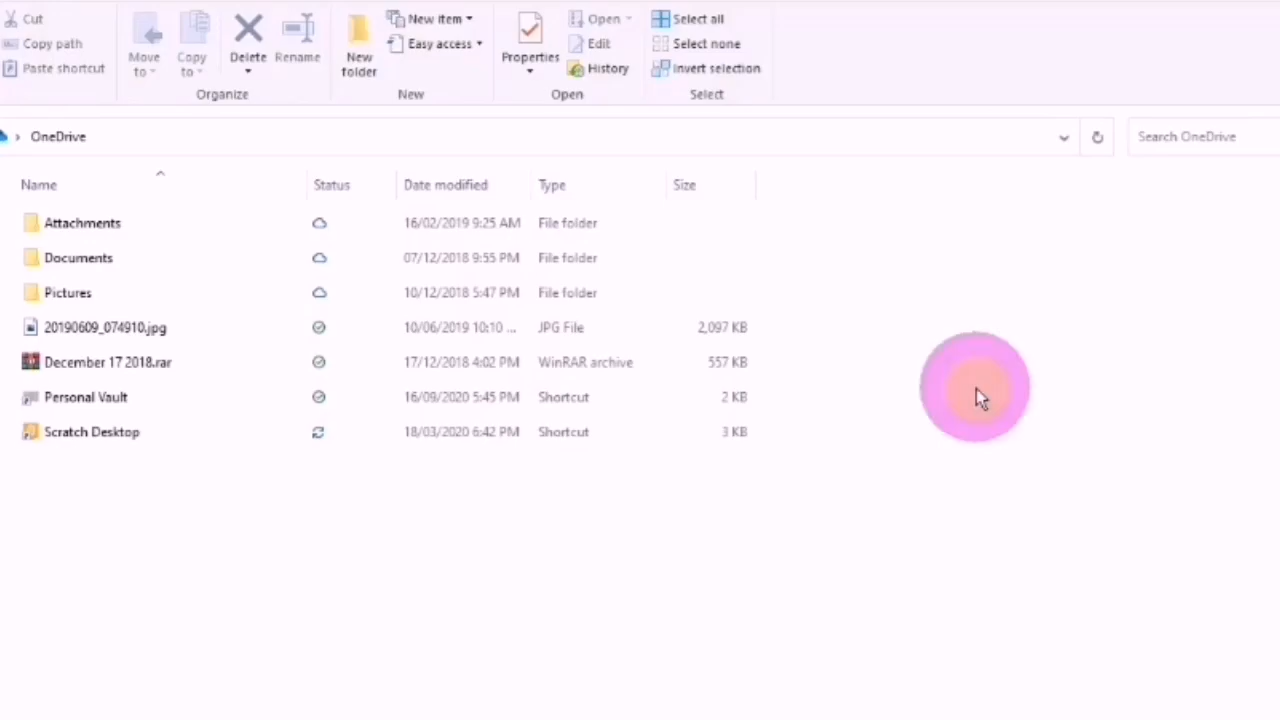 Cut
Copy path
Paste shortcut
Move to
Copy to
Delete
Rename
Organize
New folder
New item
Easy access
New
Properties
Open
Edit
History
Open
Select all
Select none
Invert selection
Select
OneDrive
Search OneDrive
Name Status Date modified Type Size
Attachments 16/02/2019 9:25 AM File folder
Documents 07/12/2018 9:55 PM File folder
Pictures 10/12/2018 5:47 PM File folder
20190609_074910.jpg 10/06/2019 10:10 ... JPG File 2,097 KB
December 17 2018.rar 17/12/2018 4:02 PM WinRAR archive 557 KB
Personal Vault 16/09/2020 5:45 PM Shortcut 2 KB
Scratch Desktop 18/03/2020 6:42 PM Shortcut 3 KB